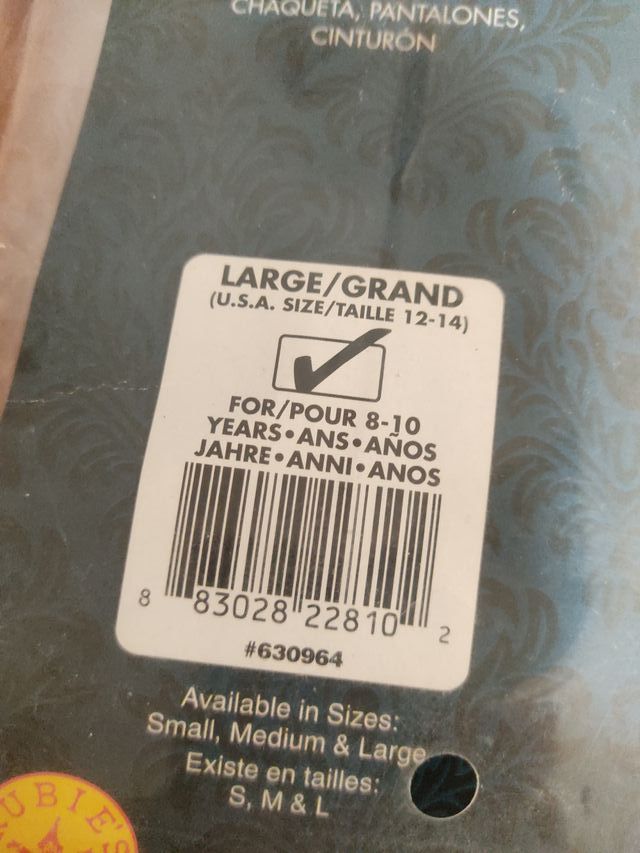 CHAQUETA, PANTALONES,
CINTURÓN
LARGE/GRAND
(U.S.A. SIZE/TAILLE 12-14)
FOR/POUR 8-10
YEARS•ANS•AÑOS
JAHRE•ANNI•ANOS
8 83028 22810 2
#630964
Available in Sizes:
Small, Medium & Large
Existe en tailles:
S, M & L
UBIE'S